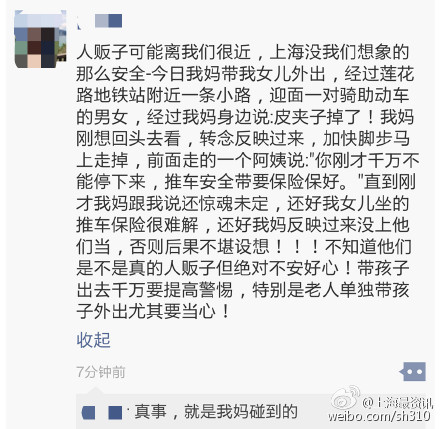 人贩子可能离我们很近，上海没我们想象的
那么安全-今日我妈带我女儿外出，经过莲花
路地铁站附近一条小路，迎面一对骑助动车
的男女，经过我妈身边说:皮夹子掉了！我妈
刚想回头去看，转念反映过来，加快脚步马
上走掉，前面走的一个阿姨说:"你刚才千万不
能停下来，推车安全带要保险保好。"直到刚
才我妈跟我说还惊魂未定，还好我女儿坐的
推车保险很难解，还好我妈反映过来没上他
们当，否则后果不堪设想！！！不知道他们
是不是真的人贩子但绝对不安好心！带孩子
出去千万要提高警惕，特别是老人单独带孩
子外出尤其要当心！
收起
7分钟前
: 真事，就是我妈碰到的
@上海最资讯
weibo.com/sh310